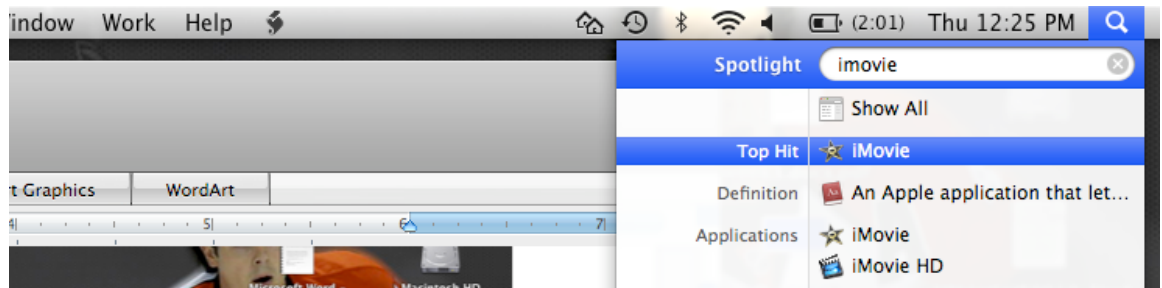 indow Work Help (2:01) Thu 12:25 PM
Spotlight imovie
Show All
Top Hit iMovie
t Graphics WordArt
Definition An Apple application that let...
4 5 6 7
Applications iMovie
iMovie HD
Microsoft Word Macintosh HD